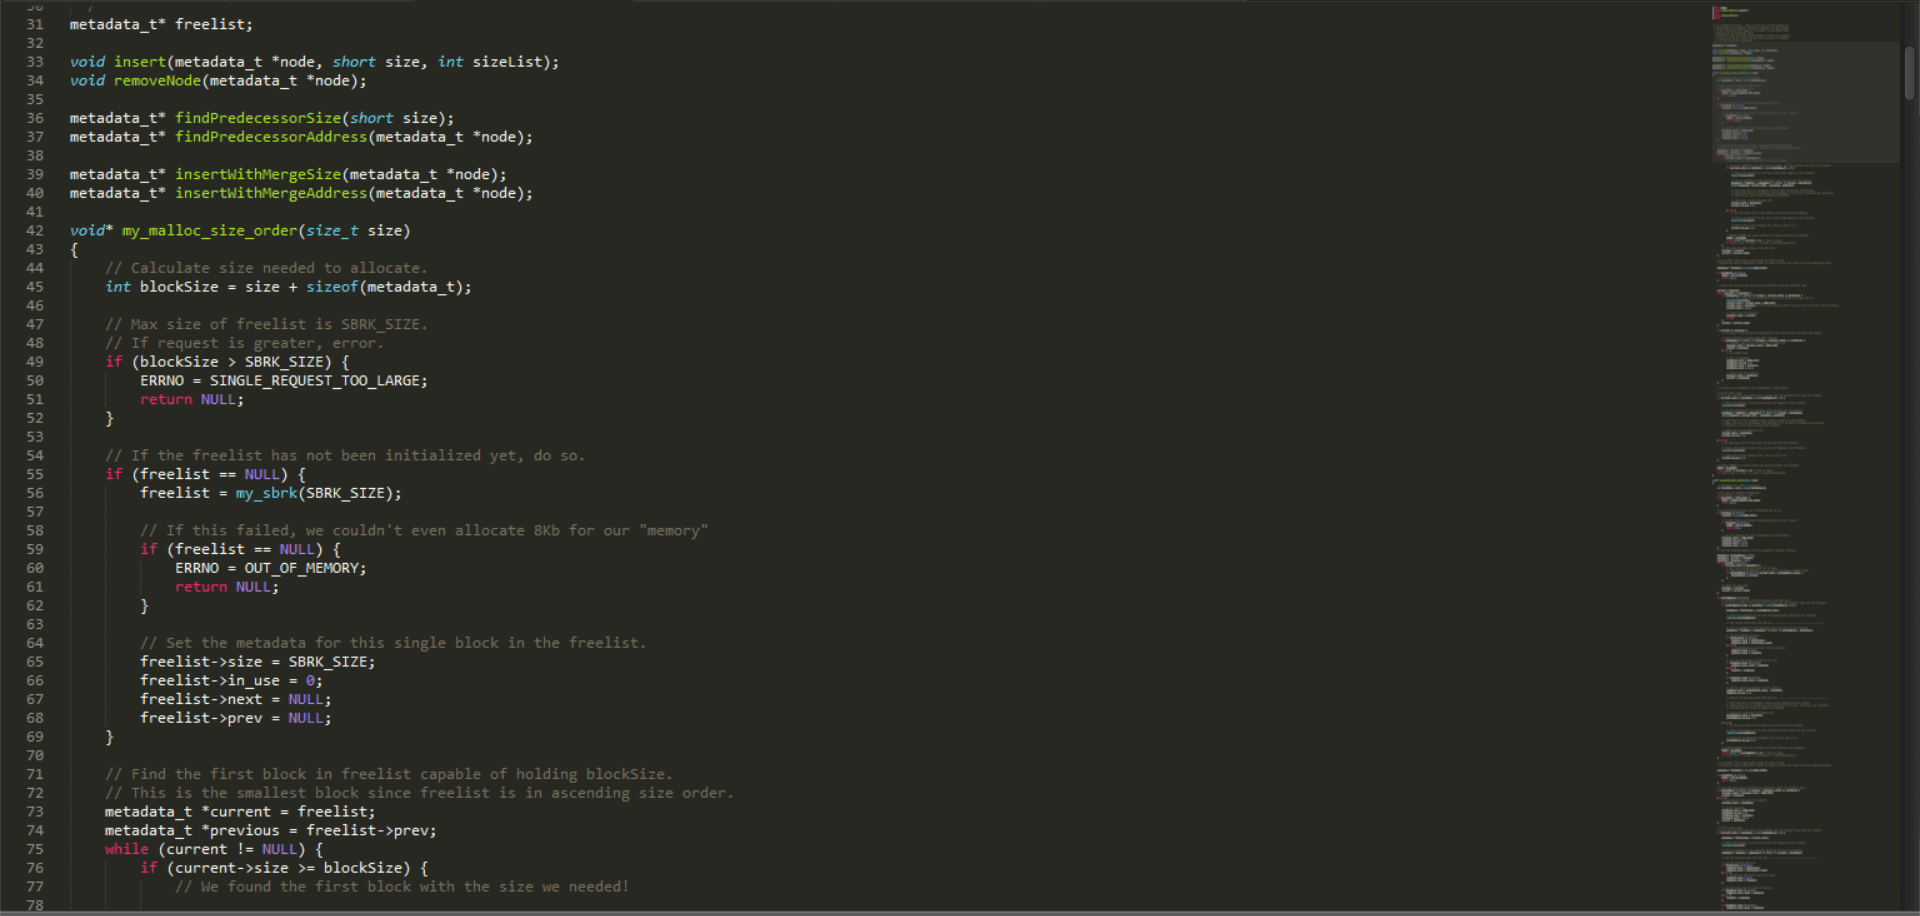 31 metadata_t* freelist;
32
33 void insert(metadata_t *node, short size, int sizeList);
34 void removeNode(metadata_t *node);
35
36 metadata_t* findPredecessorSize(short size);
37 metadata_t* findPredecessorAddress(metadata_t *node);
38
39 metadata_t* insertWithMergeSize(metadata_t *node);
40 metadata_t* insertWithMergeAddress(metadata_t *node);
41
42 void* my_malloc_size_order(size_t size)
43 {
44     // Calculate size needed to allocate.
45     int blockSize = size + sizeof(metadata_t);
46
47     // Max size of freelist is SBRK_SIZE.
48     // If request is greater, error.
49     if (blockSize > SBRK_SIZE) {
50         ERRNO = SINGLE_REQUEST_TOO_LARGE;
51         return NULL;
52     }
53
54     // If the freelist has not been initialized yet, do so.
55     if (freelist == NULL) {
56         freelist = my_sbrk(SBRK_SIZE);
57
58         // If this failed, we couldn't even allocate 8Kb for our "memory"
59         if (freelist == NULL) {
60             ERRNO = OUT_OF_MEMORY;
61             return NULL;
62         }
63
64         // Set the metadata for this single block in the freelist.
65         freelist->size = SBRK_SIZE;
66         freelist->in_use = 0;
67         freelist->next = NULL;
68         freelist->prev = NULL;
69     }
70
71     // Find the first block in freelist capable of holding blockSize.
72     // This is the smallest block since freelist is in ascending size order.
73     metadata_t *current = freelist;
74     metadata_t *previous = freelist->prev;
75     while (current != NULL) {
76         if (current->size >= blockSize) {
77             // We found the first block with the size we needed!
78